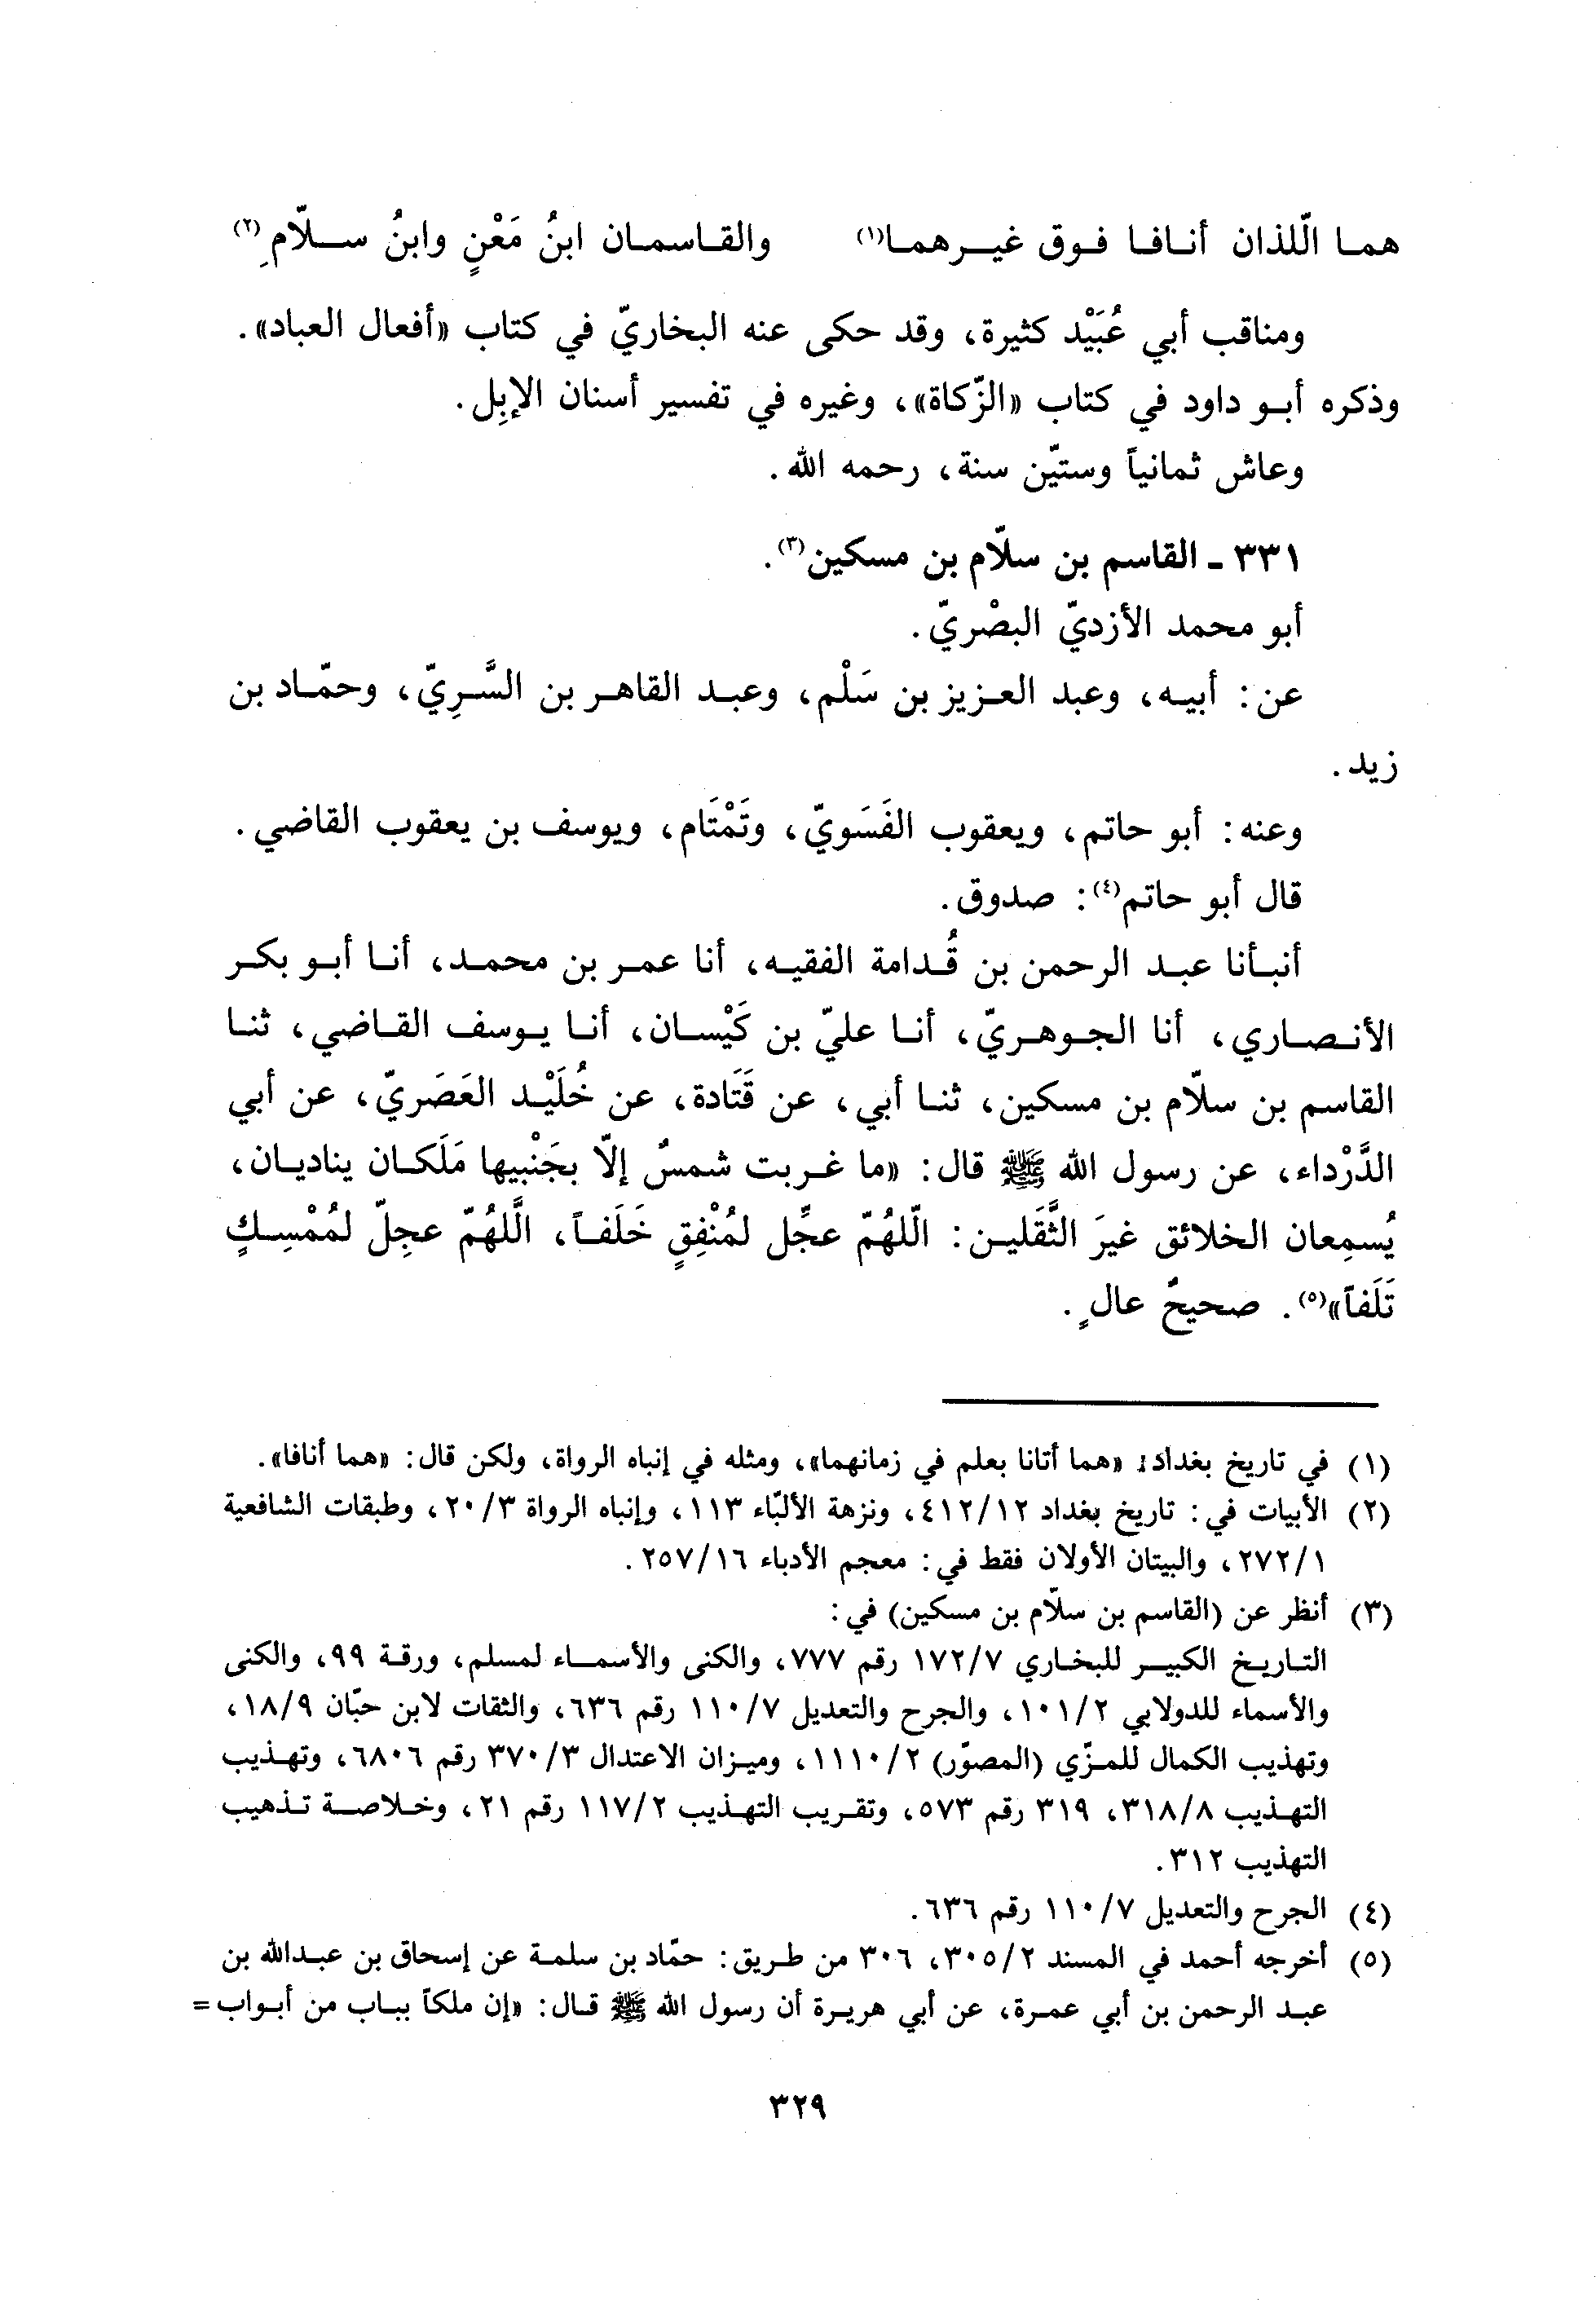 هما الّلذان أنافا فوق غيرهما(١) والقاسمان ابنُ مَعْنٍ وابنُ سلّامِ(٢)
ومناقب أبي عُبَيْد كثيرة، وقد حكى عنه البخاريّ في كتاب «أفعال العباد».
وذكره أبو داود في كتاب «الزّكاة»، وغيره في تفسير أسنان الإبِل.
وعاش ثمانياً وستيّن سنة، رحمه الله.
٣٣١ - القاسم بن سلّام بن مسكين(٣).
أبو محمد الأزديّ البصْريّ.
عن: أبيه، وعبد العزيز بن سَلْم، وعبد القاهر بن السَّرِيّ، وحمّاد بن
زيد.
وعنه: أبو حاتم، ويعقوب الفَسَويّ، وتَمْتَام، ويوسف بن يعقوب القاضي.
قال أبو حاتم(٤): صدوق.
أنبأنا عبد الرحمن بن قُدامة الفقيه، أنا عمر بن محمد، أنا أبو بكر
الأنصاري، أنا الجوهريّ، أنا عليّ بن كَيْسان، أنا يوسف القاضي، ثنا
القاسم بن سلّام بن مسكين، ثنا أبي، عن قَتَادة، عن خُلَيْد العَصَريّ، عن أبي
الدَّرْداء، عن رسول الله ﷺ قال: «ما غربت شمسٌ إلّا بجَنْبيها مَلَكان يناديان،
يُسمِعان الخلائق غيرَ الثَّقَلين: الّلهُمّ عجِّل لمُنْفِقٍ خَلَفاً، الَّلهُمّ عجِلّ لمُمْسِكٍ
تَلَفاً»(٥). صحيحٌ عالٍ.
(١) في تاريخ بغداد: «هما أتانا بعلم في زمانهما»، ومثله في إنباه الرواة، ولكن قال: «هما أنافا».
(٢) الأبيات في: تاريخ بغداد ٤١٢/١٢، ونزهة الألبّاء ١١٣، وإنباه الرواة ٢٠/٣، وطبقات الشافعية
٢٧٢/١، والبيتان الأولان فقط في: معجم الأدباء ٢٥٧/١٦.
(٣) أنظر عن (القاسم بن سلّام بن مسكين) في:
التاريخ الكبير للبخاري ١٧٢/٧ رقم ٧٧٧، والكنى والأسماء لمسلم، ورقة ٩٩، والكنى
والأسماء للدولابي ١٠١/٢، والجرح والتعديل ١١٠/٧ رقم ٦٣٦، والثقات لابن حبّان ١٨/٩،
وتهذيب الكمال للمزّي (المصوّر) ١١١٠/٢، وميزان الاعتدال ٣٧٠/٣ رقم ٦٨٠٦، وتهذيب
التهذيب ٣١٨/٨، ٣١٩ رقم ٥٧٣، وتقريب التهذيب ١١٧/٢ رقم ٢١، وخلاصة تذهيب
التهذيب ٣١٢.
(٤) الجرح والتعديل ١١٠/٧ رقم ٦٣٦.
(٥) أخرجه أحمد في المسند ٣٠٥/٢، ٣٠٦ من طريق: حمّاد بن سلمة عن إسحاق بن عبدالله بن
عبد الرحمن بن أبي عمرة، عن أبي هريرة أن رسول الله ﷺ قال: «إن ملكاً بباب من أبواب =
٣٢٩